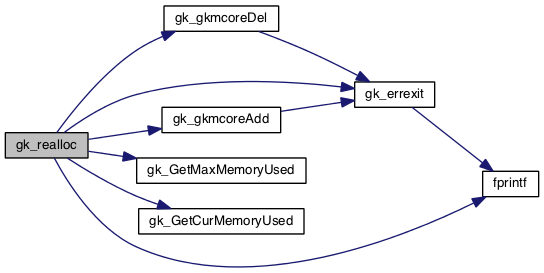 gk_gkmcoreDel
gk_errexit
gk_gkmcoreAdd
gk_realloc
gk_GetMaxMemoryUsed
fprintf
gk_GetCurMemoryUsed